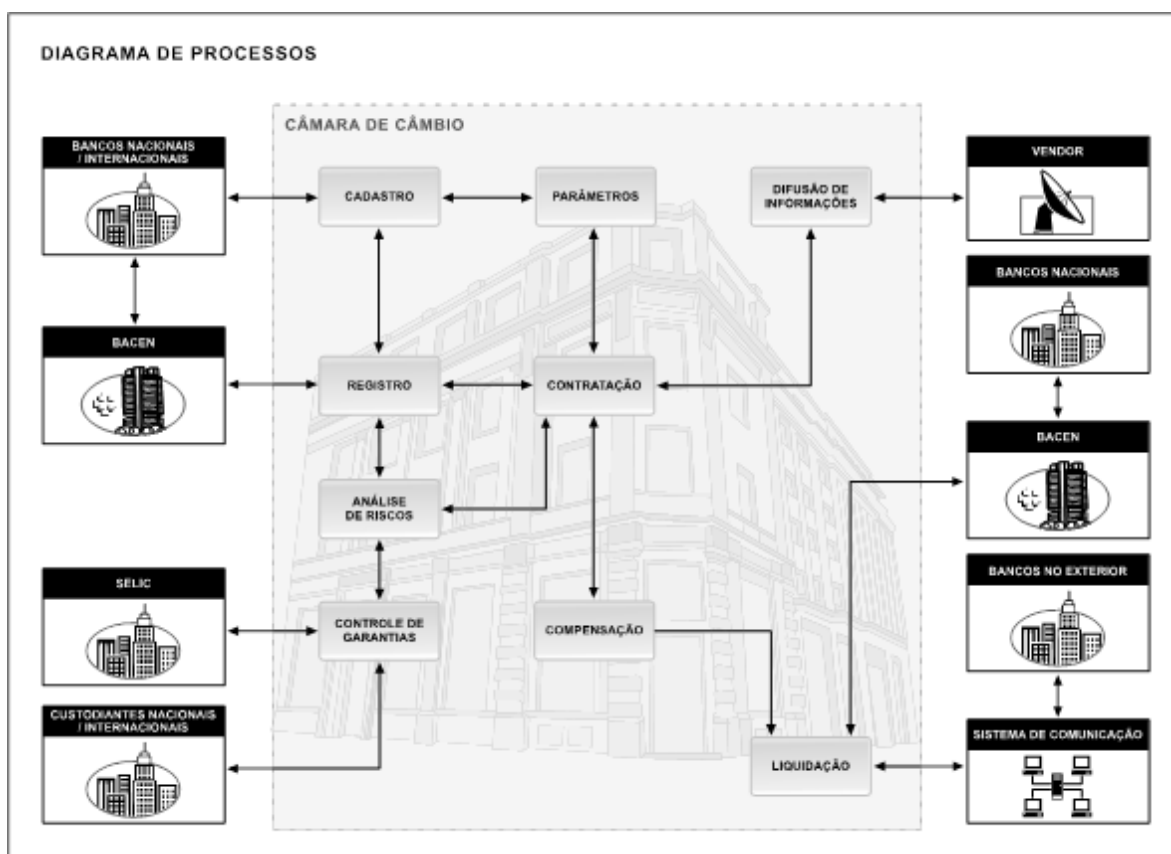 DIAGRAMA DE PROCESSOS
CÂMARA DE CÂMBIO
BANCOS NACIONAIS
/ INTERNACIONAIS
CADASTRO
PARÂMETROS
DIFUSÃO DE
INFORMAÇÕES
VENDOR
BANCOS NACIONAIS
BACEN
REGISTRO
CONTRATAÇÃO
BACEN
ANÁLISE
DE RISCOS
BANCOS NO EXTERIOR
SELIC
CONTROLE DE
GARANTIAS
COMPENSAÇÃO
CUSTODIANTES NACIONAIS
/ INTERNACIONAIS
SISTEMA DE COMUNICAÇÃO
LIQUIDAÇÃO